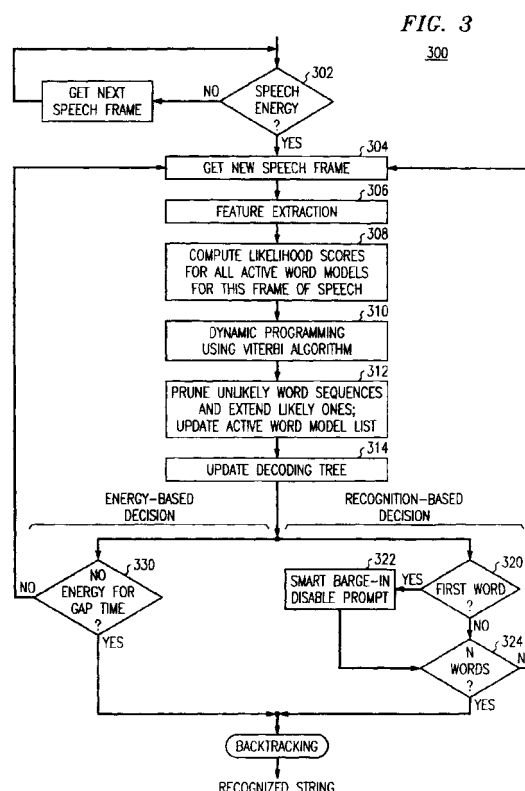 FIG. 3
300
302
SPEECH
ENERGY
?
NO
YES
GET NEXT
SPEECH FRAME
304
GET NEW SPEECH FRAME
306
FEATURE EXTRACTION
308
COMPUTE LIKELIHOOD SCORES
FOR ALL ACTIVE WORD MODELS
FOR THIS FRAME OF SPEECH
310
DYNAMIC PROGRAMMING
USING VITERBI ALGORITHM
312
PRUNE UNLIKELY WORD SEQUENCES
AND EXTEND LIKELY ONES;
UPDATE ACTIVE WORD MODEL LIST
314
UPDATE DECODING TREE
ENERGY-BASED
DECISION
RECOGNITION-BASED
DECISION
330
NO
ENERGY FOR
GAP TIME
?
NO
YES
322
SMART BARGE-IN
DISABLE PROMPT
YES
320
FIRST WORD
?
NO
324
N
WORDS
?
N
YES
BACKTRACKING
RECOGNIZED STRING